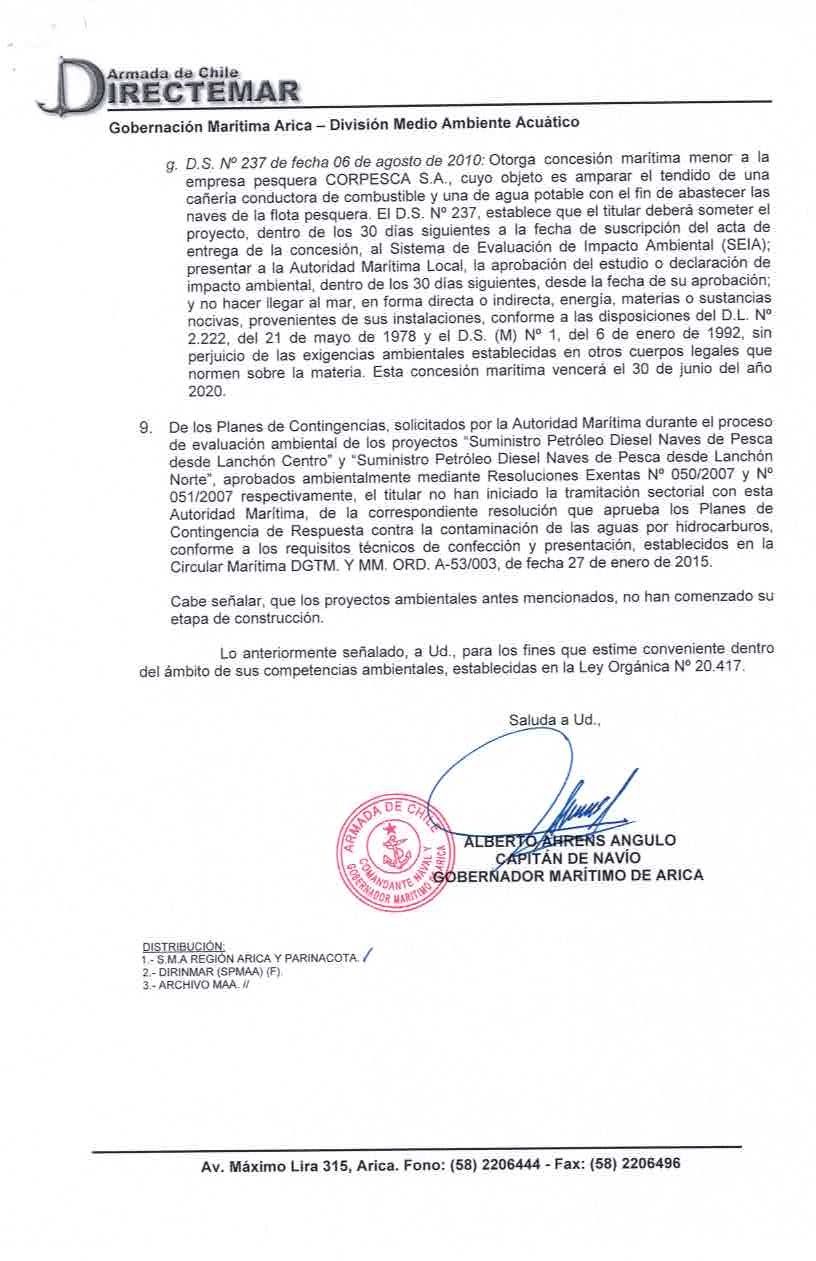 Armada de Chile
DIRECTEMAR
Gobernación Marítima Arica – División Medio Ambiente Acuático
g. D.S. Nº 237 de fecha 06 de agosto de 2010: Otorga concesión marítima menor a la
empresa pesquera CORPESCA S.A., cuyo objeto es amparar el tendido de una
cañería conductora de combustible y una de agua potable con el fin de abastecer las
naves de la flota pesquera. El D.S. Nº 237, establece que el titular deberá someter el
proyecto, dentro de los 30 días siguientes a la fecha de suscripción del acta de
entrega de la concesión, al Sistema de Evaluación de Impacto Ambiental (SEIA);
presentar a la Autoridad Marítima Local, la aprobación del estudio o declaración de
impacto ambiental, dentro de los 30 días siguientes, desde la fecha de su aprobación;
y no hacer llegar al mar, en forma directa o indirecta, energía, materias o sustancias
nocivas, provenientes de sus instalaciones, conforme a las disposiciones del D.L. Nº
2.222, del 21 de mayo de 1978 y el D.S. (M) Nº 1, del 6 de enero de 1992, sin
perjuicio de las exigencias ambientales establecidas en otros cuerpos legales que
normen sobre la materia. Esta concesión marítima vencerá el 30 de junio del año
2020.
9. De los Planes de Contingencias, solicitados por la Autoridad Marítima durante el proceso
de evaluación ambiental de los proyectos "Suministro Petróleo Diesel Naves de Pesca
desde Lanchón Centro" y "Suministro Petróleo Diesel Naves de Pesca desde Lanchón
Norte", aprobados ambientalmente mediante Resoluciones Exentas Nº 050/2007 y Nº
051/2007 respectivamente, el titular no han iniciado la tramitación sectorial con esta
Autoridad Marítima, de la correspondiente resolución que aprueba los Planes de
Contingencia de Respuesta contra la contaminación de las aguas por hidrocarburos,
conforme a los requisitos técnicos de confección y presentación, establecidos en la
Circular Marítima DGTM. Y MM. ORD. A-53/003, de fecha 27 de enero de 2015.
Cabe señalar, que los proyectos ambientales antes mencionados, no han comenzado su
etapa de construcción.
Lo anteriormente señalado, a Ud., para los fines que estime conveniente dentro
del ámbito de sus competencias ambientales, establecidas en la Ley Orgánica Nº 20.417.
Saluda a Ud.,
ARMADA DE CHILE
COMANDANTE NAVAL Y
GOBERNADOR MARITIMO DE ARICA
ALBERTO AHRENS ANGULO
CAPITÁN DE NAVÍO
GOBERNADOR MARÍTIMO DE ARICA
DISTRIBUCIÓN:
1.- S.M.A REGIÓN ARICA Y PARINACOTA.
2.- DIRINMAR (SPMAA) (F).
3.- ARCHIVO MAA. //
Av. Máximo Lira 315, Arica. Fono: (58) 2206444 - Fax: (58) 2206496